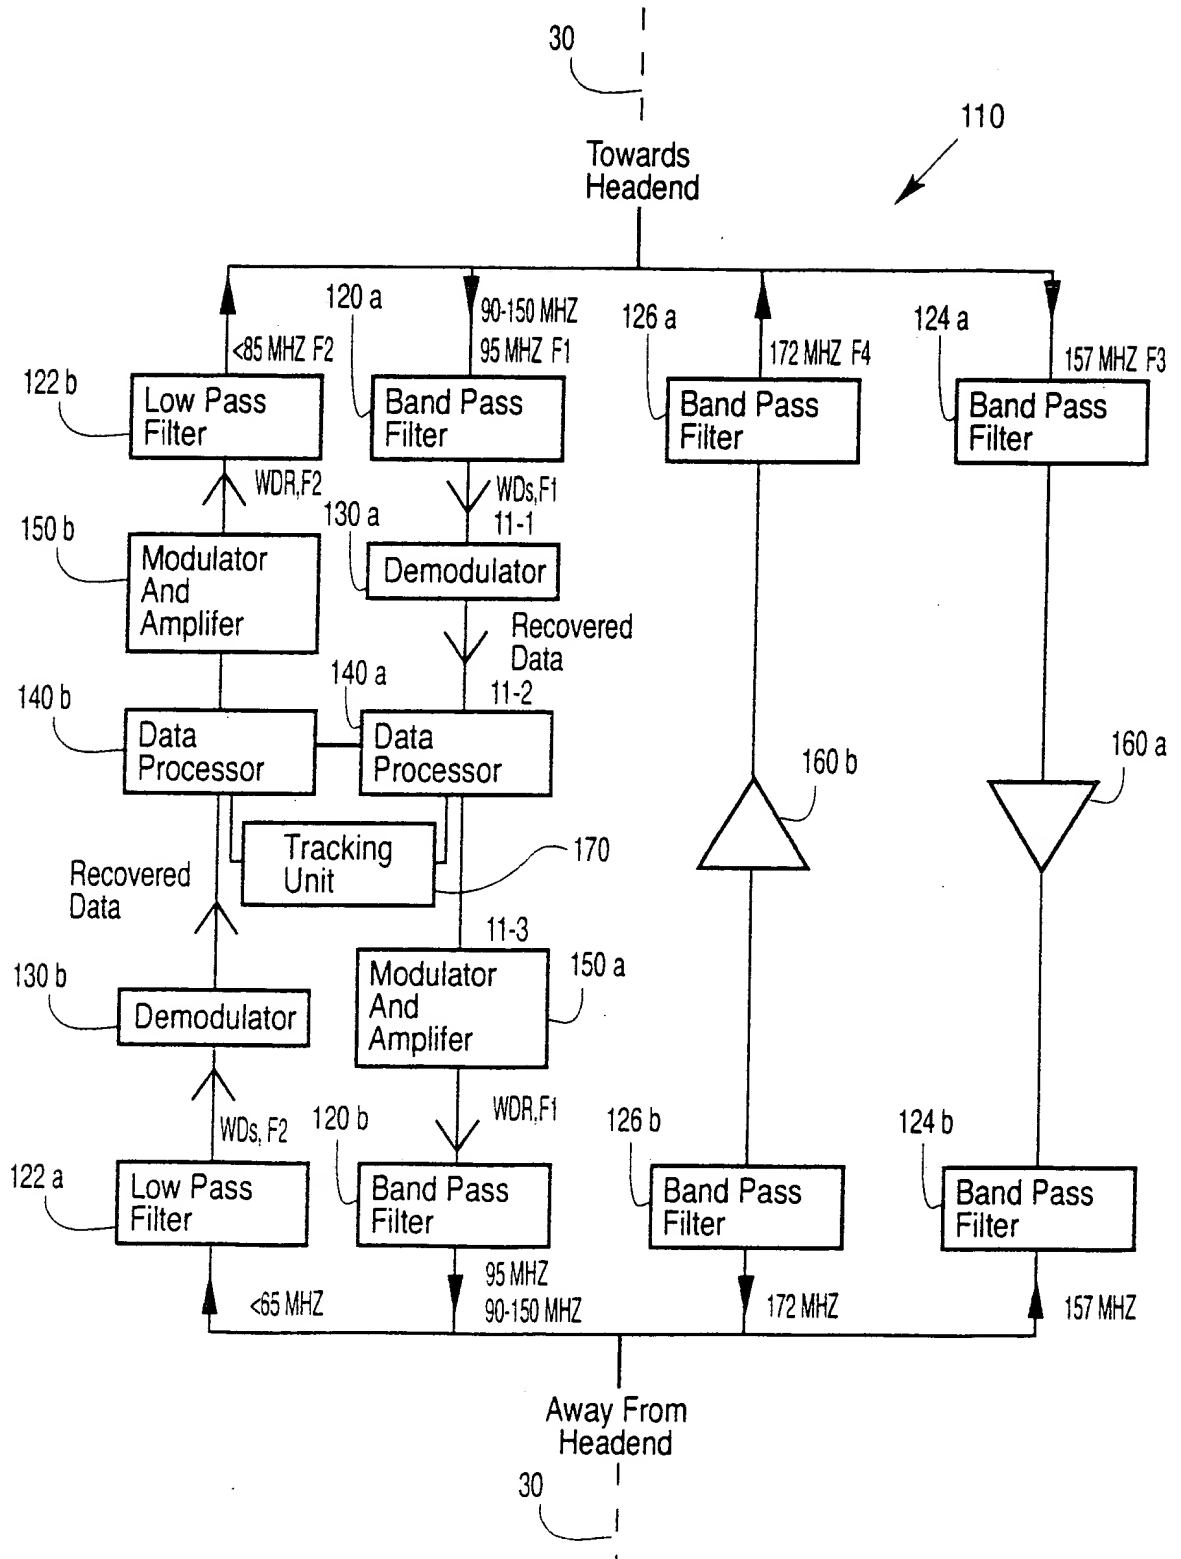 30
110
Towards
Headend
120 a
90-150 MHZ
95 MHZ F1
<85 MHZ F2
126 a
172 MHZ F4
124 a
157 MHZ F3
122 b
Low Pass
Filter
Band Pass
Filter
Band Pass
Filter
Band Pass
Filter
WDR,F2
WDs,F1
11-1
130 a
150 b
Modulator
And
Amplifer
Demodulator
Recovered
Data
140 a
11-2
140 b
Data
Processor
Data
Processor
160 b
160 a
Tracking
Unit
170
Recovered
Data
11-3
130 b
Modulator
And
Amplifer
150 a
Demodulator
WDR,F1
120 b
126 b
124 b
WDs, F2
122 a
Low Pass
Filter
Band Pass
Filter
Band Pass
Filter
Band Pass
Filter
<65 MHZ
95 MHZ
90-150 MHZ
172 MHZ
157 MHZ
Away From
Headend
30